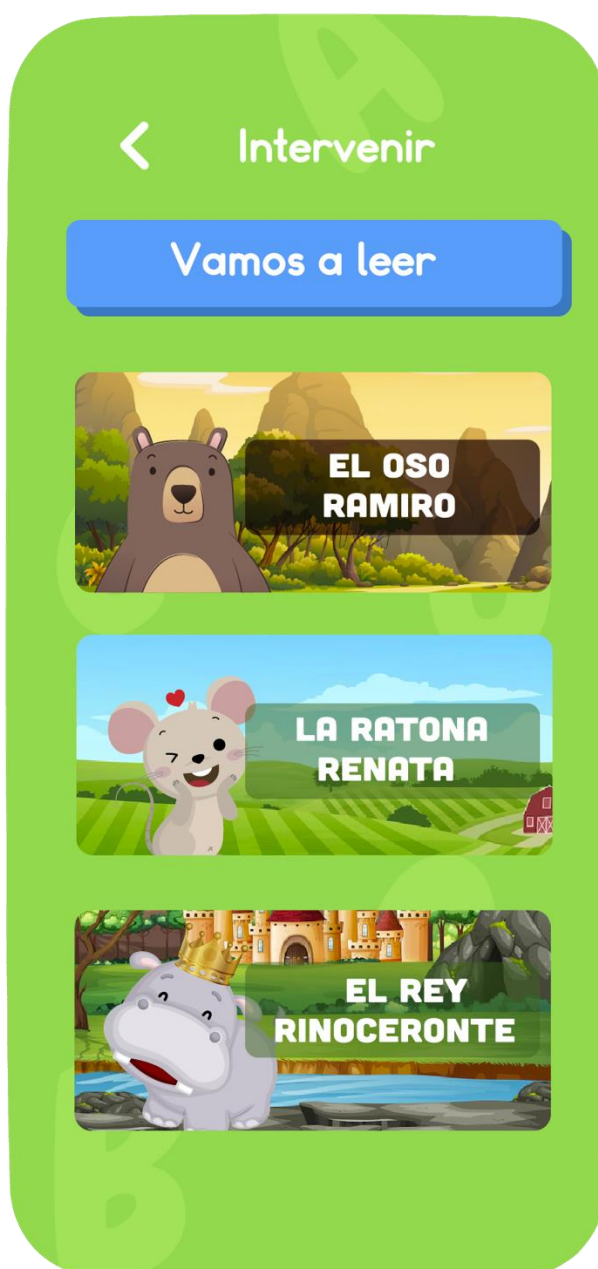 Intervenir
Vamos a leer
EL OSO
RAMIRO
LA RATONA
RENATA
EL REY
RINOCERONTE